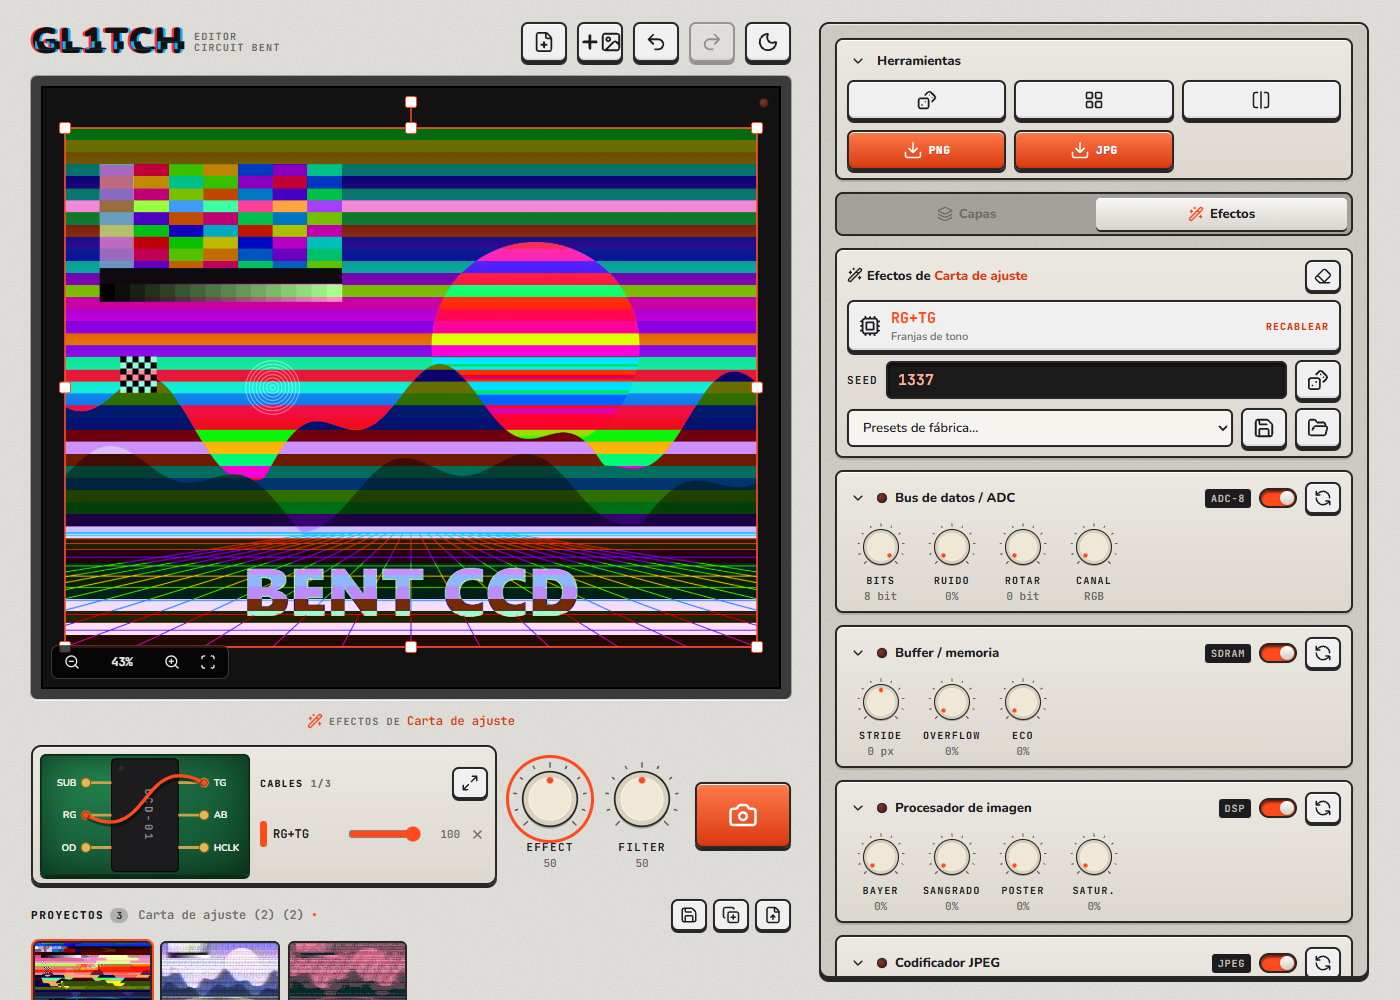 GL1TCH
EDITOR
CIRCUIT BENT
Herramientas
PNG
JPG
Capas
Efectos
Efectos de Carta de ajuste
RG+TG
Franjas de tono
RECABLEAR
SEED
1337
Presets de fábrica...
Bus de datos / ADC
ADC-8
BITS
RUIDO
ROTAR
CANAL
8 bit
0%
0 bit
RGB
Buffer / memoria
SDRAM
STRIDE
OVERFLOW
ECO
0 px
0%
0%
Procesador de imagen
DSP
BAYER
SANGRADO
POSTER
SATUR.
0%
0%
0%
0%
Codificador JPEG
JPEG
BENT CCD
43%
EFECTOS DE Carta de ajuste
SUB
TG
RG
AB
OD
HCLK
CCD-01
CABLES 1/3
RG+TG
100
EFFECT
50
FILTER
50
PROYECTOS 3 Carta de ajuste (2) (2)